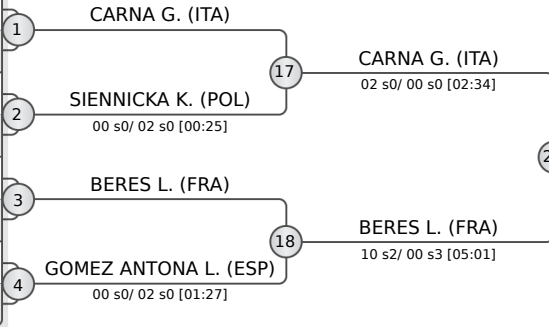 CARNA G. (ITA)
1
17
CARNA G. (ITA)
02 s0/ 00 s0 [02:34]
SIENNICKA K. (POL)
2
00 s0/ 02 s0 [00:25]
2
BERES L. (FRA)
3
18
BERES L. (FRA)
10 s2/ 00 s3 [05:01]
GOMEZ ANTONA L. (ESP)
4
00 s0/ 02 s0 [01:27]